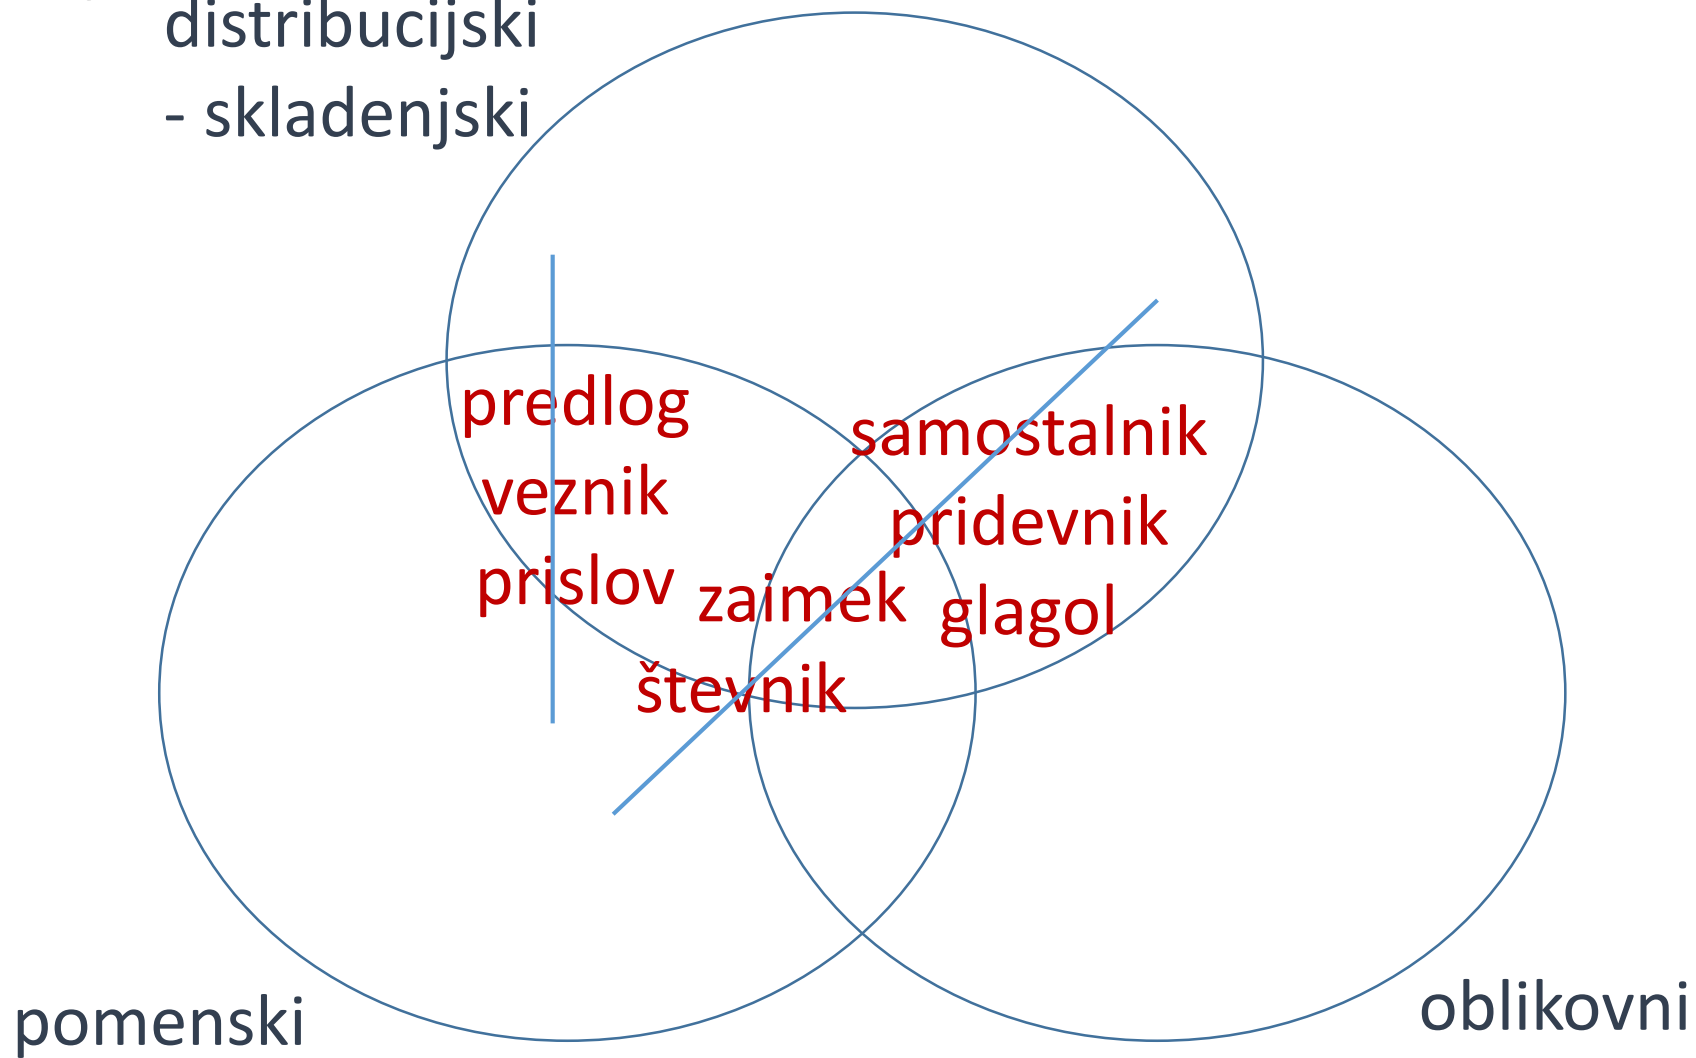 distribucijski
- skladenjski
predlog
veznik
prislov
samostalnik
pridevnik
glagol
zaimek
števnik
pomenski
oblikovni